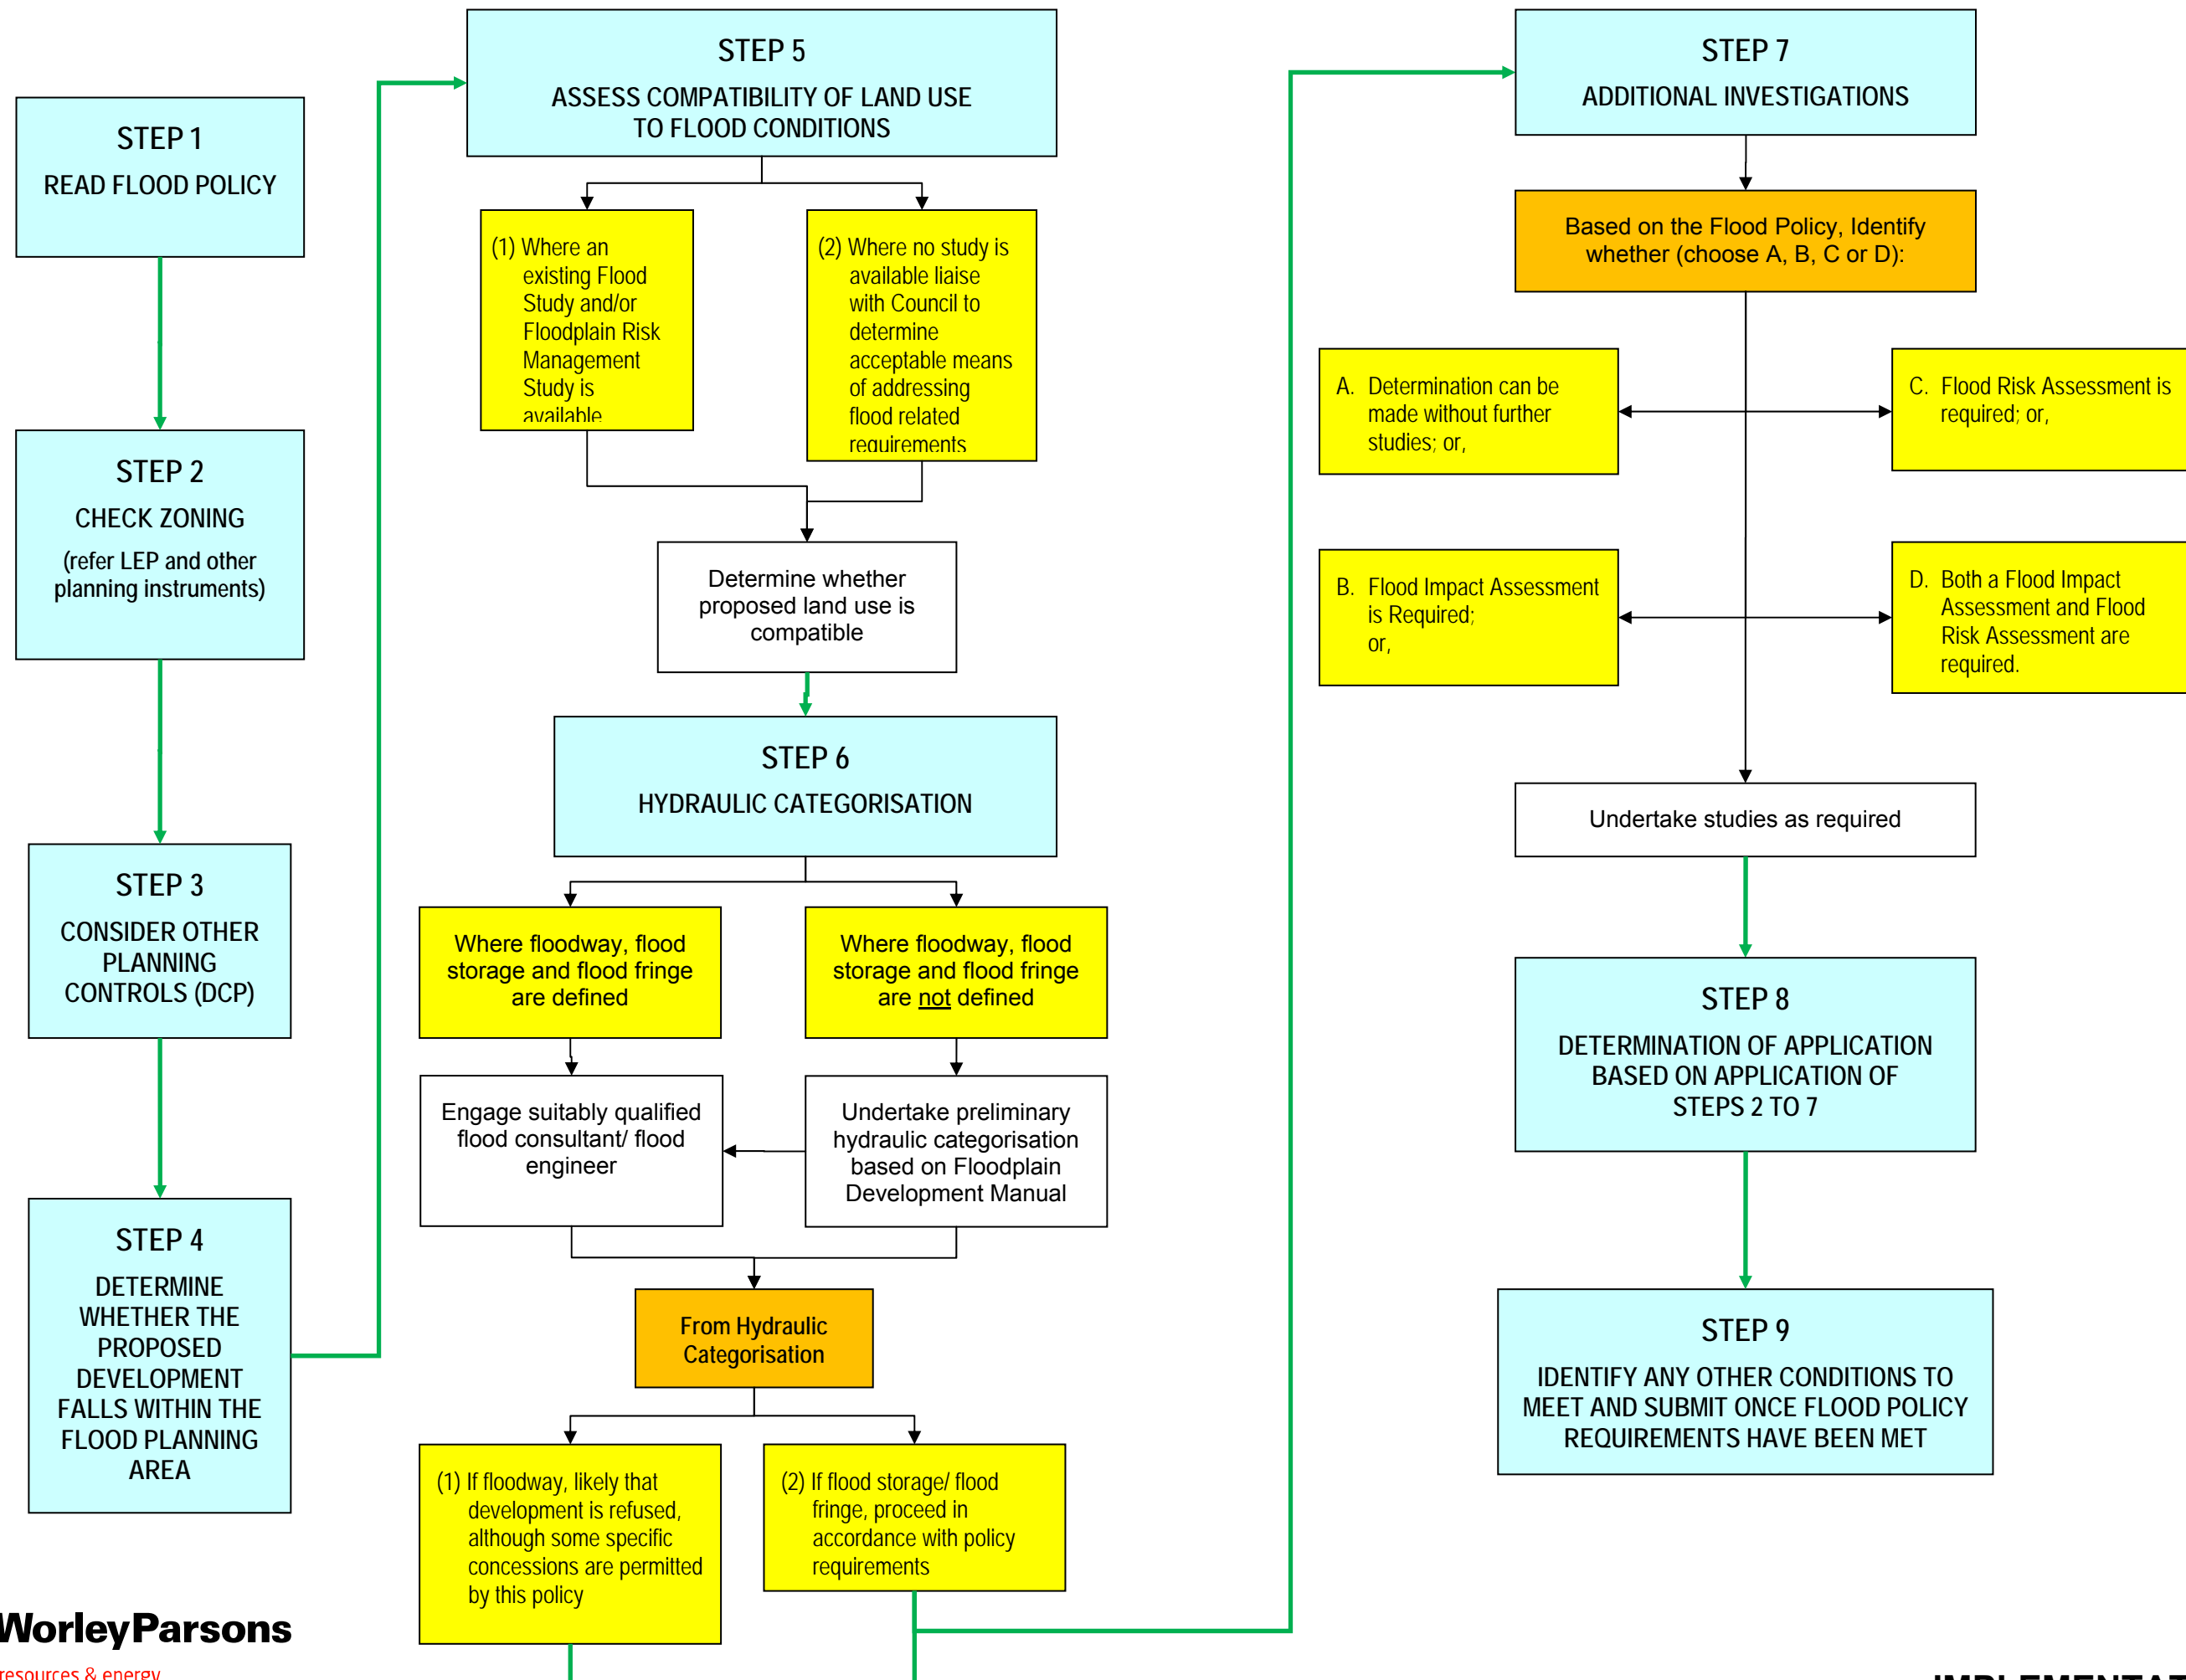 STEP 1
READ FLOOD POLICY
STEP 2
CHECK ZONING
(refer LEP and other
planning instruments)
STEP 3
CONSIDER OTHER
PLANNING
CONTROLS (DCP)
STEP 4
DETERMINE
WHETHER THE
PROPOSED
DEVELOPMENT
FALLS WITHIN THE
FLOOD PLANNING
AREA
STEP 5
ASSESS COMPATIBILITY OF LAND USE
TO FLOOD CONDITIONS
(1) Where an
existing Flood
Study and/or
Floodplain Risk
Management
Study is
available
(2) Where no study is
available liaise
with Council to
determine
acceptable means
of addressing
flood related
requirements
Determine whether
proposed land use is
compatible
STEP 6
HYDRAULIC CATEGORISATION
Where floodway, flood
storage and flood fringe
are defined
Where floodway, flood
storage and flood fringe
are not defined
Engage suitably qualified
flood consultant/ flood
engineer
Undertake preliminary
hydraulic categorisation
based on Floodplain
Development Manual
From Hydraulic
Categorisation
(1) If floodway, likely that
development is refused,
although some specific
concessions are permitted
by this policy
(2) If flood storage/ flood
fringe, proceed in
accordance with policy
requirements
STEP 7
ADDITIONAL INVESTIGATIONS
Based on the Flood Policy, Identify
whether (choose A, B, C or D):
A. Determination can be
made without further
studies; or,
C. Flood Risk Assessment is
required; or,
B. Flood Impact Assessment
is Required;
or,
D. Both a Flood Impact
Assessment and Flood
Risk Assessment are
required.
Undertake studies as required
STEP 8
DETERMINATION OF APPLICATION
BASED ON APPLICATION OF
STEPS 2 TO 7
STEP 9
IDENTIFY ANY OTHER CONDITIONS TO
MEET AND SUBMIT ONCE FLOOD POLICY
REQUIREMENTS HAVE BEEN MET
WorleyParsons
resources & energy